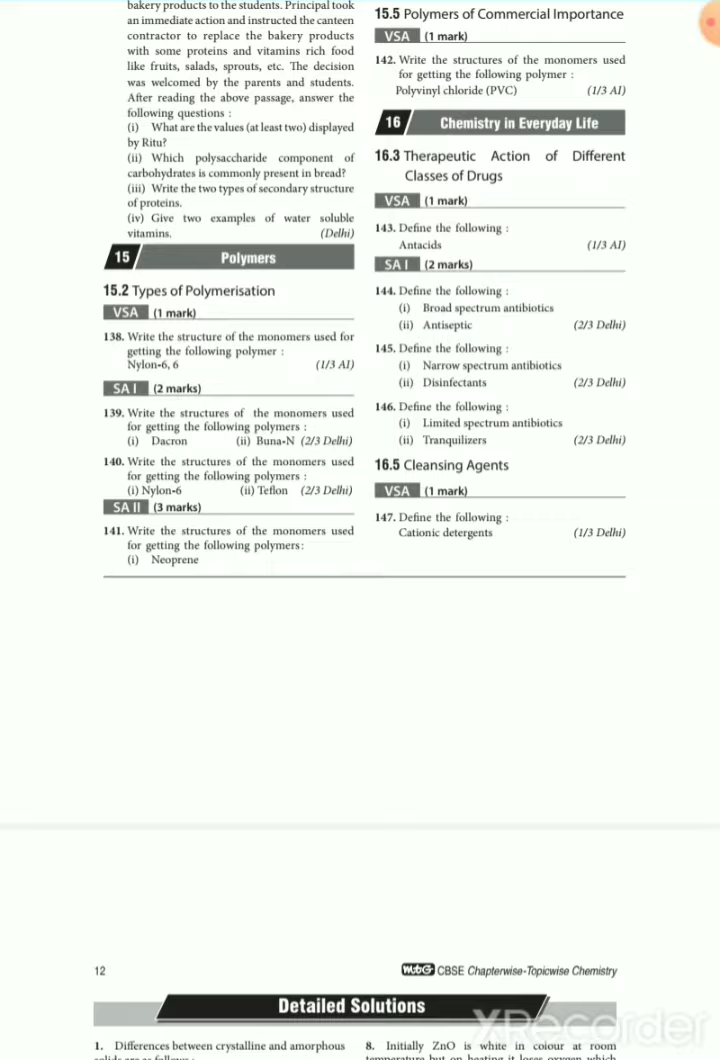 bakery products to the students. Principal took
an immediate action and instructed the canteen
contractor to replace the bakery products
with some proteins and vitamins rich food
like fruits, salads, sprouts, etc. The decision
was welcomed by the parents and students.
After reading the above passage, answer the
following questions :
(i) What are the values (at least two) displayed
by Ritu?
(ii) Which polysaccharide component of
carbohydrates is commonly present in bread?
(iii) Write the two types of secondary structure
of proteins.
(iv) Give two examples of water soluble
vitamins. (Delhi)
15 Polymers
15.2 Types of Polymerisation
VSA (1 mark)
138. Write the structure of the monomers used for
getting the following polymer :
Nylon-6, 6 (1/3 AI)
SA I (2 marks)
139. Write the structures of the monomers used
for getting the following polymers :
(i) Dacron (ii) Buna-N (2/3 Delhi)
140. Write the structures of the monomers used
for getting the following polymers :
(i) Nylon-6 (ii) Teflon (2/3 Delhi)
SA II (3 marks)
141. Write the structures of the monomers used
for getting the following polymers:
(i) Neoprene
15.5 Polymers of Commercial Importance
VSA (1 mark)
142. Write the structures of the monomers used
for getting the following polymer :
Polyvinyl chloride (PVC) (1/3 AI)
16 Chemistry in Everyday Life
16.3 Therapeutic Action of Different
Classes of Drugs
VSA (1 mark)
143. Define the following :
Antacids (1/3 AI)
SA I (2 marks)
144. Define the following :
(i) Broad spectrum antibiotics
(ii) Antiseptic (2/3 Delhi)
145. Define the following :
(i) Narrow spectrum antibiotics
(ii) Disinfectants (2/3 Delhi)
146. Define the following :
(i) Limited spectrum antibiotics
(ii) Tranquilizers (2/3 Delhi)
16.5 Cleansing Agents
VSA (1 mark)
147. Define the following :
Cationic detergents (1/3 Delhi)
12
MtG CBSE Chapterwise-Topicwise Chemistry
Detailed Solutions
XRecorder
1. Differences between crystalline and amorphous
solids are as follows :
8. Initially ZnO is white in colour at room
temperature but on heating it loses oxygen which